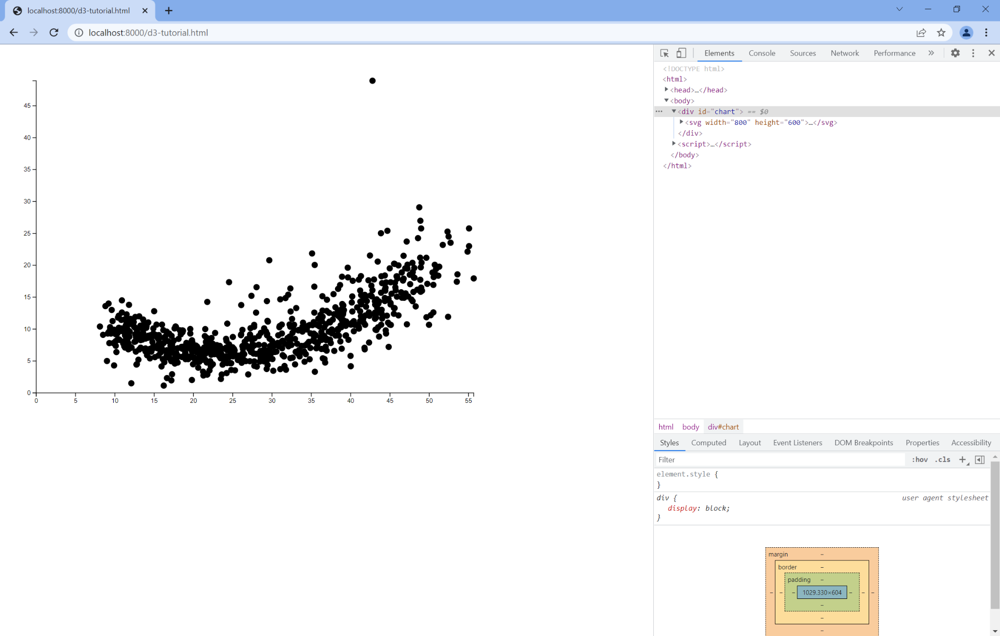 localhost:8000/d3-tutorial.html
localhost:8000/d3-tutorial.html
45
40
35
30
25
20
15
10
5
0
0 5 10 15 20 25 30 35 40 45 50 55
Elements Console Sources Network Performance
<!DOCTYPE html>
<html>
<head>…</head>
<body>
<div id="chart"> == $0
<svg width="800" height="600">…</svg>
</div>
<script>…</script>
</body>
</html>
html body div#chart
Styles Computed Layout Event Listeners DOM Breakpoints Properties Accessibility
Filter :hov .cls
element.style {
}
div { user agent stylesheet
display: block;
}
margin –
border –
padding –
– – – 1029.330×604 – – –
–
–
–